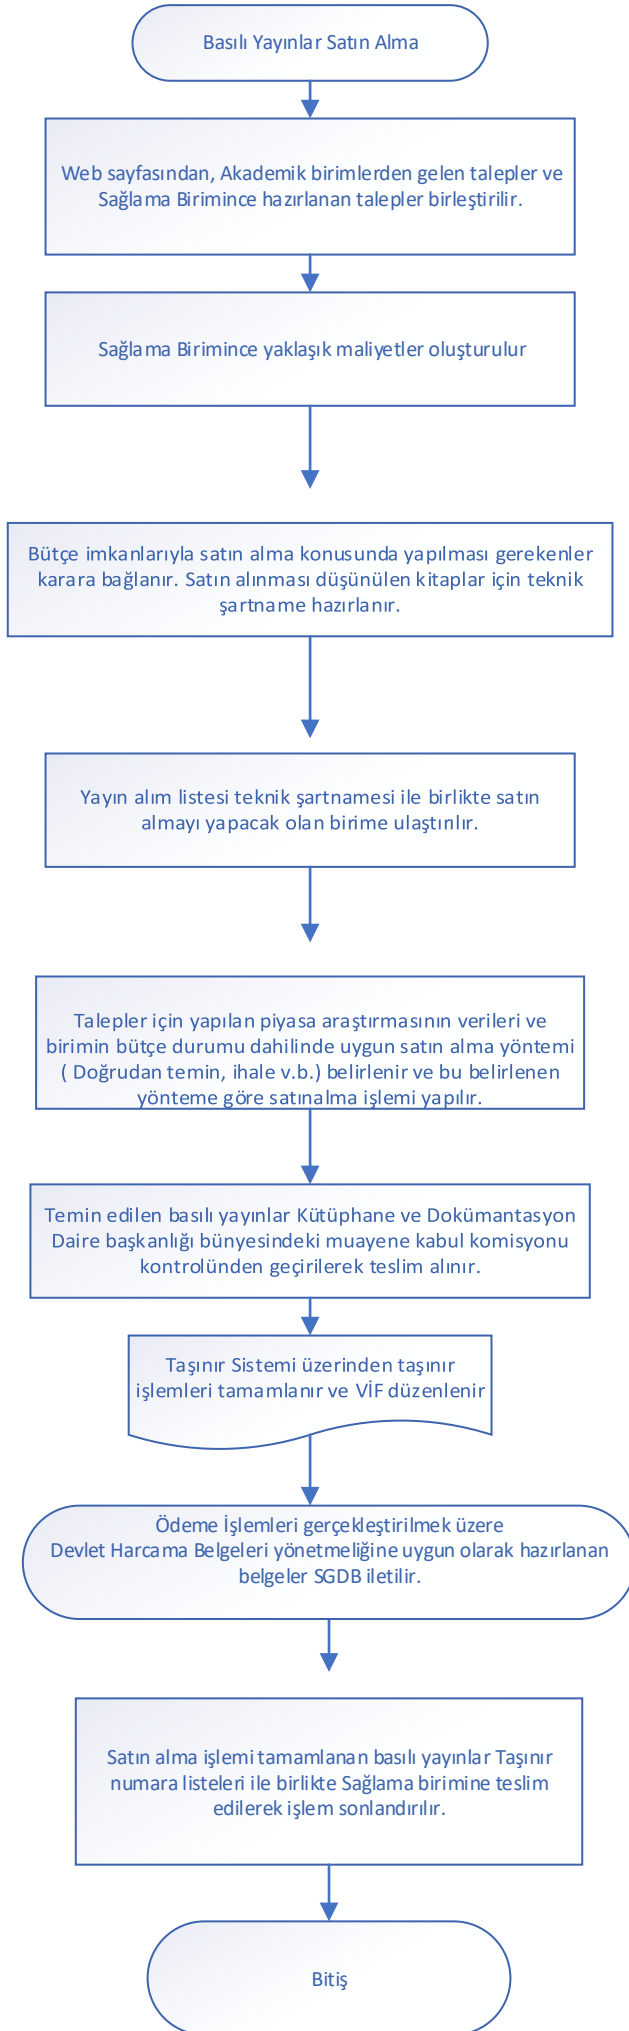 Basılı Yayınlar Satın Alma
Web sayfasından, Akademik birimlerden gelen talepler ve
Sağlama Birimince hazırlanan talepler birleştirilir.
Sağlama Birimince yaklaşık maliyetler oluşturulur
Bütçe imkanlarıyla satın alma konusunda yapılması gerekenler
karara bağlanır. Satın alınması düşünülen kitaplar için teknik
şartname hazırlanır.
Yayın alım listesi teknik şartnamesi ile birlikte satın
almayı yapacak olan birime ulaştırılır.
Talepler için yapılan piyasa araştırmasının verileri ve
birimin bütçe durumu dahilinde uygun satın alma yöntemi
( Doğrudan temin, ihale v.b.) belirlenir ve bu belirlenen
yönteme göre satınalma işlemi yapılır.
Temin edilen basılı yayınlar Kütüphane ve Dokümantasyon
Daire başkanlığı bünyesindeki muayene kabul komisyonu
kontrolünden geçirilerek teslim alınır.
Taşınır Sistemi üzerinden taşınır
işlemleri tamamlanır ve VİF düzenlenir
Ödeme İşlemleri gerçekleştirilmek üzere
Devlet Harcama Belgeleri yönetmeliğine uygun olarak hazırlanan
belgeler SGDB iletilir.
Satın alma işlemi tamamlanan basılı yayınlar Taşınır
numara listeleri ile birlikte Sağlama birimine teslim
edilerek işlem sonlandırılır.
Bitiş